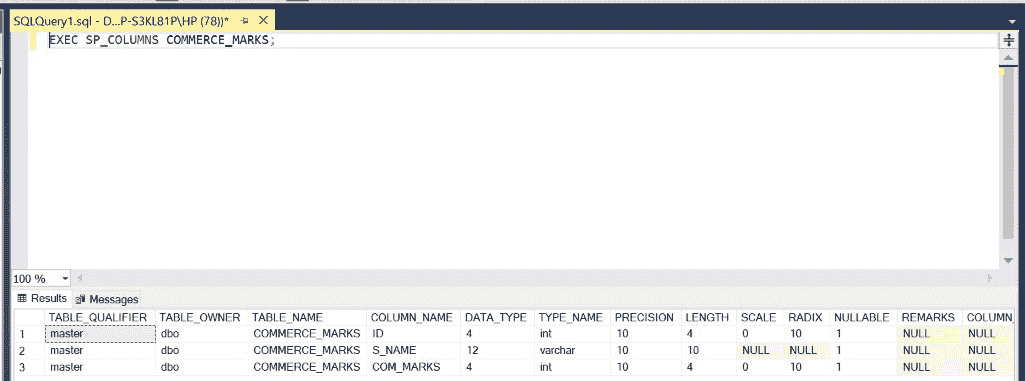 SQLQuery1.sql - D...P-S3KL81P\HP (78))*
EXEC SP_COLUMNS COMMERCE_MARKS;
100 %
Results Messages
TABLE_QUALIFIER TABLE_OWNER TABLE_NAME COLUMN_NAME DATA_TYPE TYPE_NAME PRECISION LENGTH SCALE RADIX NULLABLE REMARKS COLUMN_
1 master dbo COMMERCE_MARKS ID 4 int 10 4 0 10 1 NULL NULL
2 master dbo COMMERCE_MARKS S_NAME 12 varchar 10 10 NULL NULL 1 NULL NULL
3 master dbo COMMERCE_MARKS COM_MARKS 4 int 10 4 0 10 1 NULL NULL